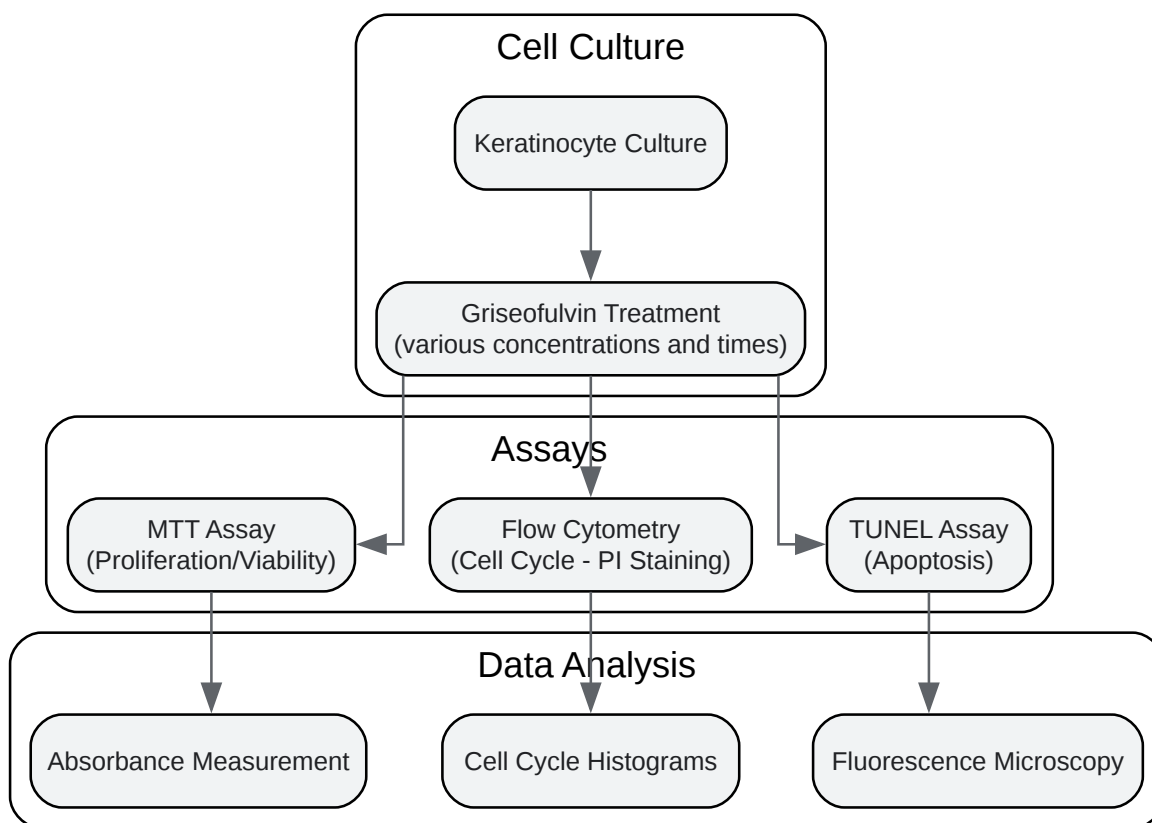 Cell Culture
Keratinocyte Culture
Griseofulvin Treatment
(various concentrations and times)
Assays
MTT Assay
(Proliferation/Viability)
Flow Cytometry
(Cell Cycle - PI Staining)
TUNEL Assay
(Apoptosis)
Data Analysis
Absorbance Measurement
Cell Cycle Histograms
Fluorescence Microscopy